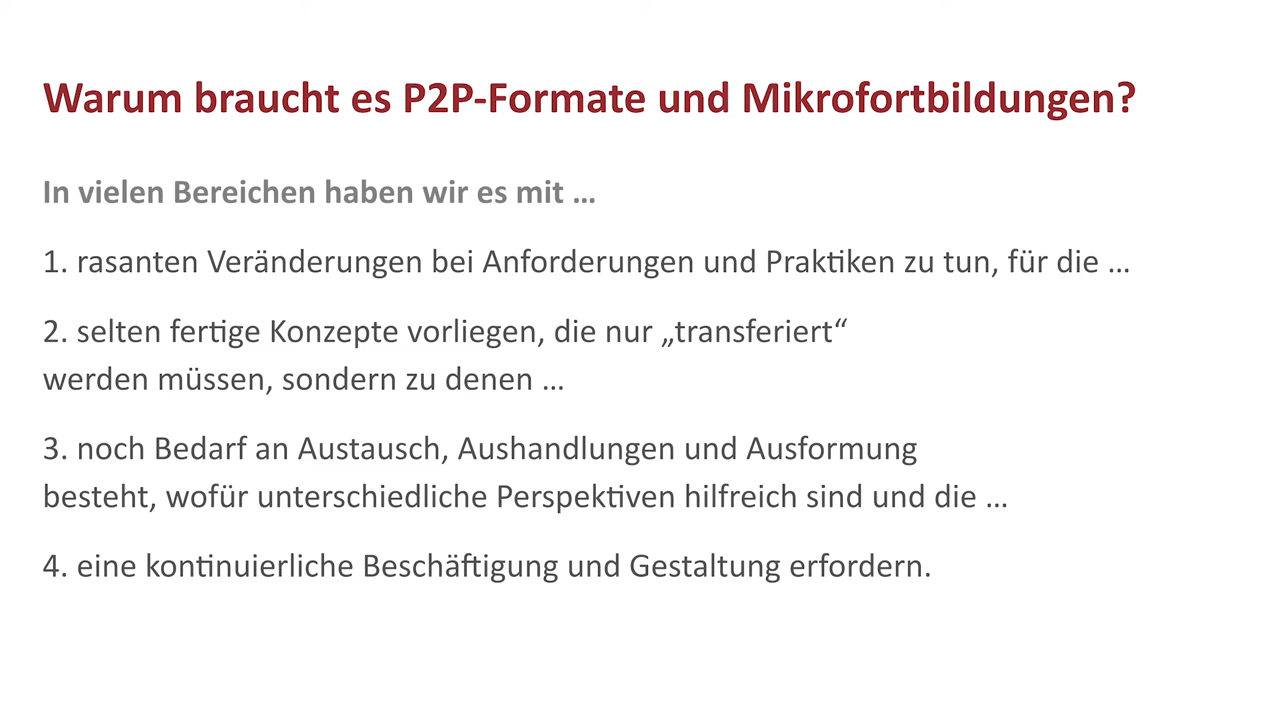 Warum braucht es P2P-Formate und Mikrofortbildungen?
In vielen Bereichen haben wir es mit …
1. rasanten Veränderungen bei Anforderungen und Praktiken zu tun, für die …
2. selten fertige Konzepte vorliegen, die nur „transferiert“
werden müssen, sondern zu denen …
3. noch Bedarf an Austausch, Aushandlungen und Ausformung
besteht, wofür unterschiedliche Perspektiven hilfreich sind und die …
4. eine kontinuierliche Beschäftigung und Gestaltung erfordern.